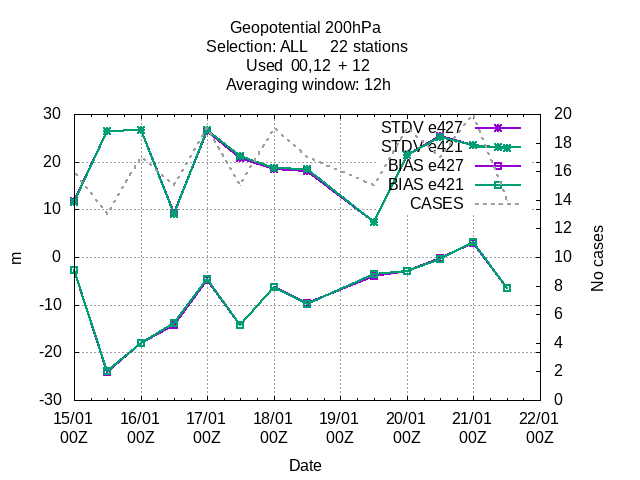 Geopotential 200hPa
Selection: ALL 22 stations
Used 00,12 + 12
Averaging window: 12h
30
20
10
0
-10
-20
-30
m
20
18
16
14
12
10
8
6
4
2
0
No cases
STDV e427
STDV e421
BIAS e427
BIAS e421
CASES
15/01 16/01 17/01 18/01 19/01 20/01 21/01 22/01
00Z 00Z 00Z 00Z 00Z 00Z 00Z 00Z
Date